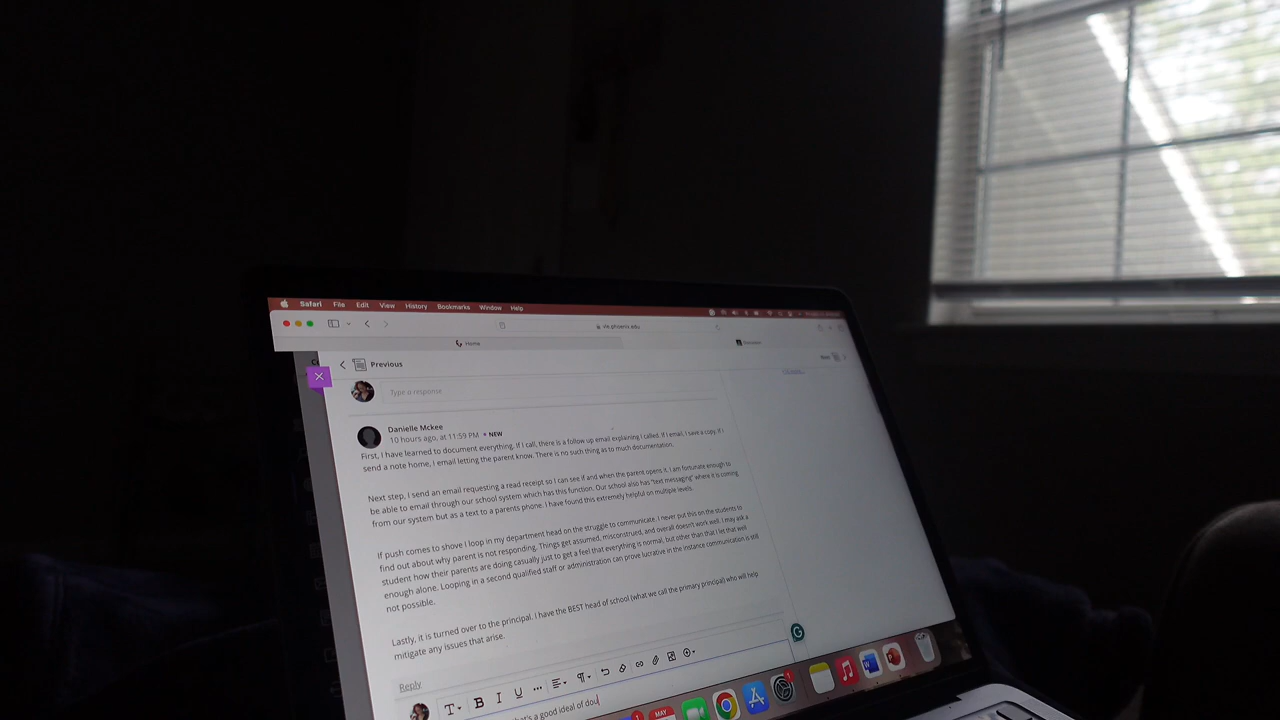 Safari File Edit View History Bookmarks Window Help
vle.phoenix.edu
Home
Discussion
Previous
Type a response
Danielle Mckee
10 hours ago, at 11:59 PM • NEW
First, I have learned to document everything. If I call, there is a follow up email explaining I called. If I email, I save a copy. If I
send a note home, I email letting the parent know. There is no such thing as to much documentation.
Next step, I send an email requesting a read receipt so I can see if and when the parent opens it. I am fortunate enough to
be able to email through our school system which has this function. Our school also has "text messaging" where it is coming
from our system but as a text to a parents phone. I have found this extremely helpful on multiple levels.
If push comes to shove I loop in my department head on the struggle to communicate. I never put this on the students to
find out about why parent is not responding. Things get assumed, misconstrued, and overall doesn't work well. I may ask a
student how their parents are doing casually just to get a feel that everything is normal, but other than that I let that well
enough alone. Looping in a second qualified staff or administration can prove lucrative in the instance communication is still
not possible.
Lastly, it is turned over to the principal. I have the BEST head of school (what we call the primary principal) who will help
mitigate any issues that arise.
Reply
T B I U
that's a good ideal of dou
MAY